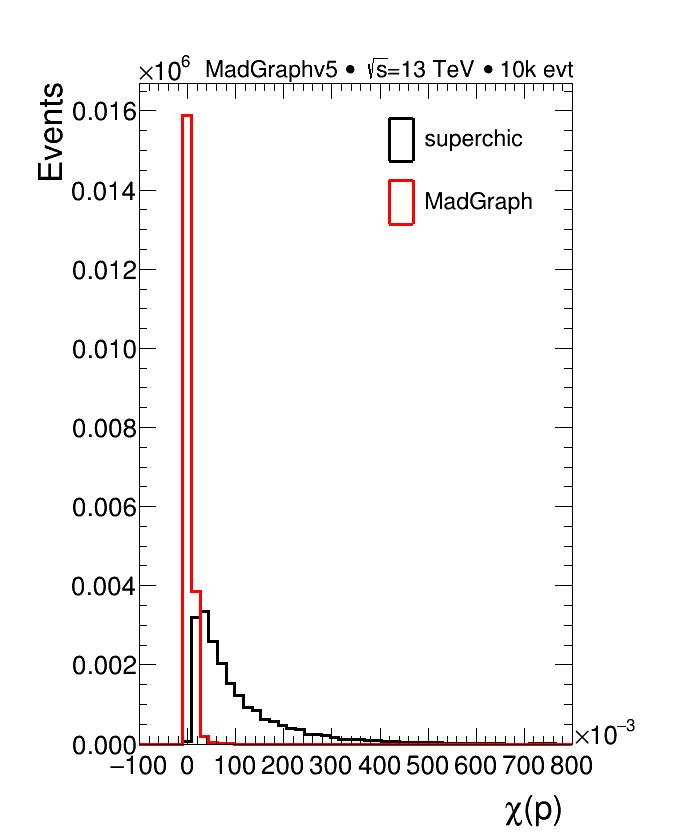 ×10⁶ MadGraphv5 • √s=13 TeV • 10k evt
Events
superchic
MadGraph
0.016
0.014
0.012
0.010
0.008
0.006
0.004
0.002
0.000
−100 0 100 200 300 400 500 600 700 800
×10⁻³
χ(p)